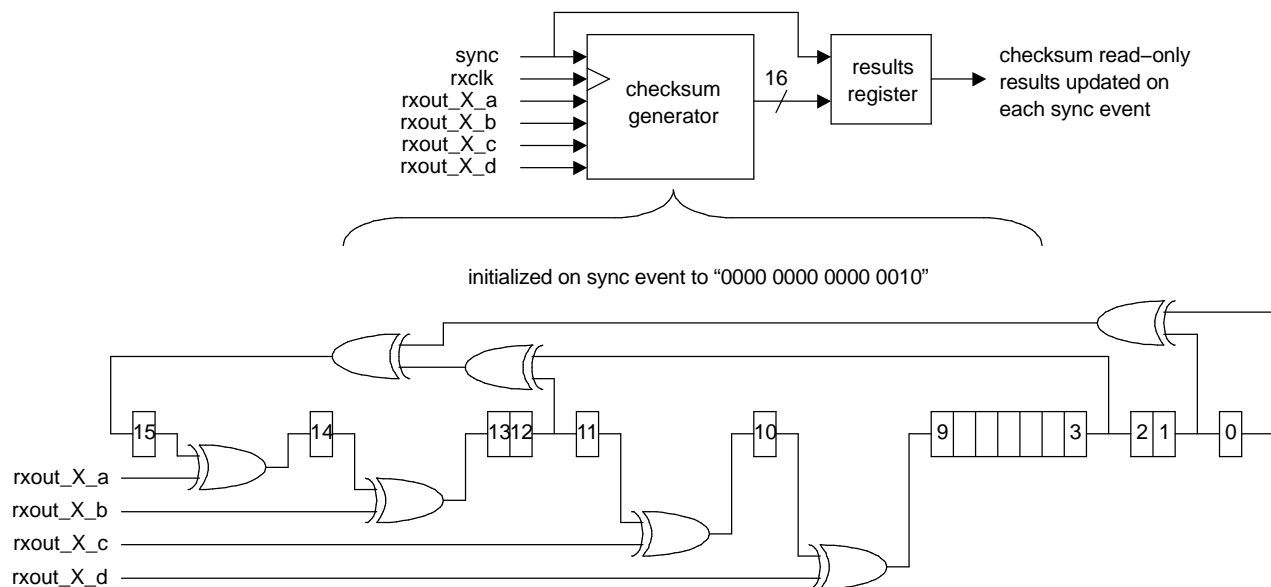 sync
rxclk
rxout_X_a
rxout_X_b
rxout_X_c
rxout_X_d
checksum
generator
16
results
register
checksum read−only
results updated on
each sync event
initialized on sync event to “0000 0000 0000 0010”
15
14
13 12
11
10
9
3
2 1
0
rxout_X_a
rxout_X_b
rxout_X_c
rxout_X_d